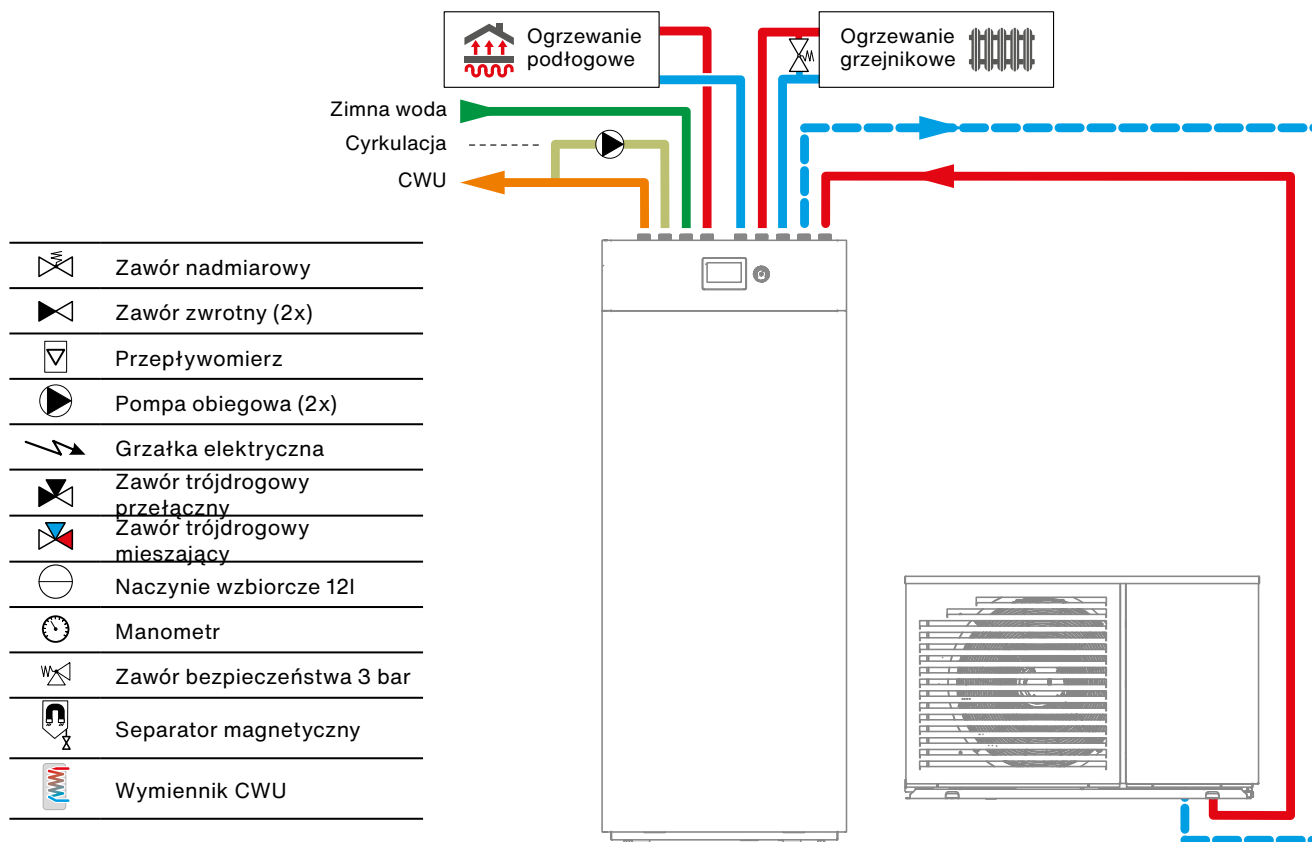 Ogrzewanie
podłogowe
Ogrzewanie
grzejnikowe
Zimna woda
Cyrkulacja
CWU
Zawór nadmiarowy
Zawór zwrotny (2x)
Przepływomierz
Pompa obiegowa (2x)
Grzałka elektryczna
Zawór trójdrogowy
przełączny
Zawór trójdrogowy
mieszający
Naczynie wzbiorcze 12l
Manometr
Zawór bezpieczeństwa 3 bar
Separator magnetyczny
Wymiennik CWU